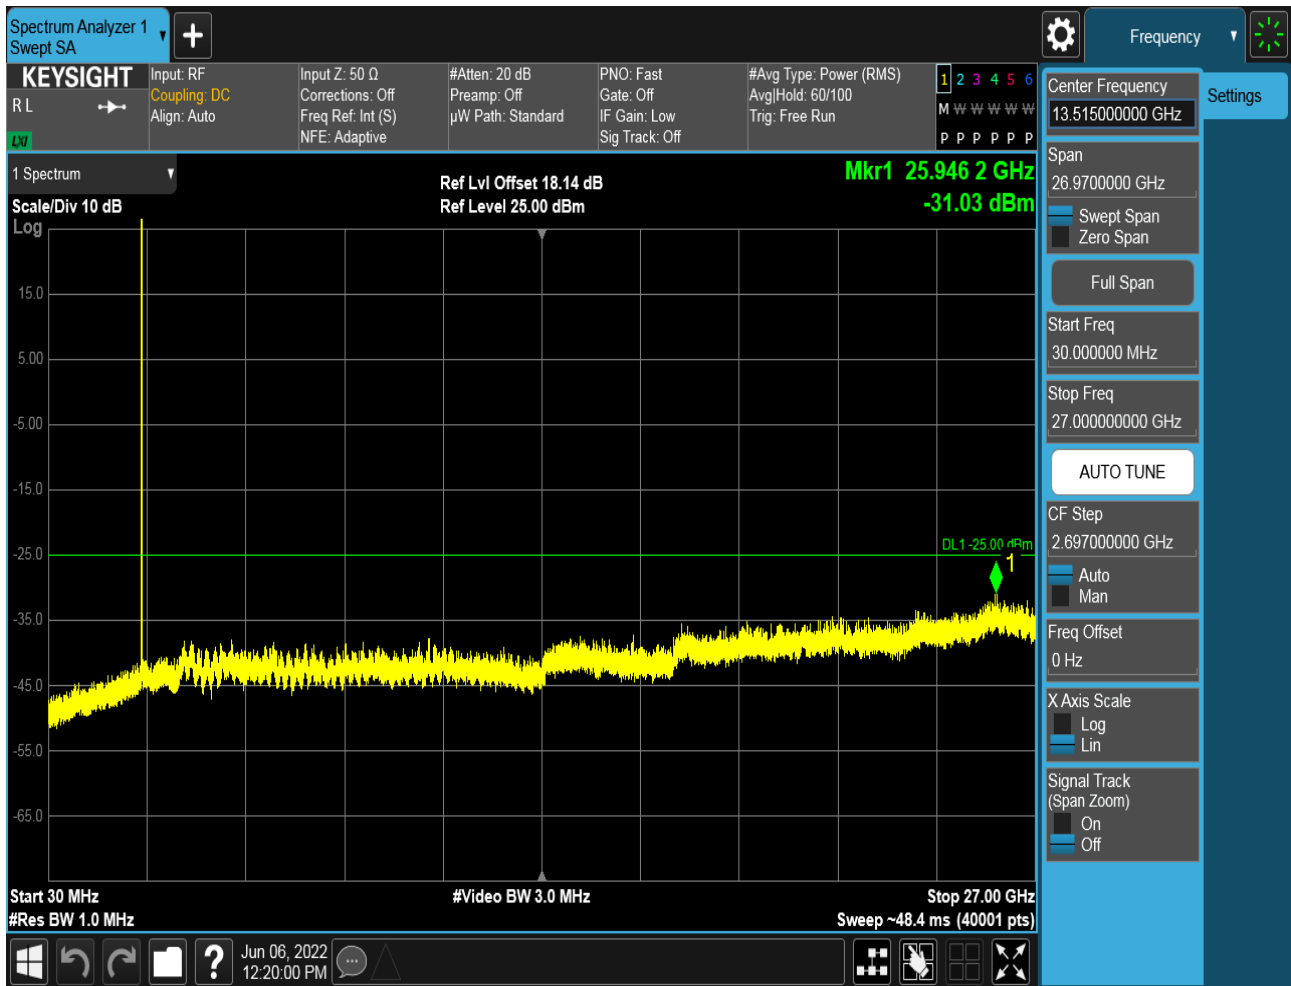 Spectrum Analyzer 1
Swept SA
Frequency
KEYSIGHT
R L
LXI
Input: RF
Coupling: DC
Align: Auto
Input Z: 50 Ω
Corrections: Off
Freq Ref: Int (S)
NFE: Adaptive
#Atten: 20 dB
Preamp: Off
µW Path: Standard
PNO: Fast
Gate: Off
IF Gain: Low
Sig Track: Off
#Avg Type: Power (RMS)
Avg|Hold: 60/100
Trig: Free Run
1 2 3 4 5 6
M W W W W W
P P P P P P
1 Spectrum
Scale/Div 10 dB
Log
Ref Lvl Offset 18.14 dB
Ref Level 25.00 dBm
Mkr1 25.946 2 GHz
-31.03 dBm
15.0
5.00
-5.00
-15.0
-25.0
-35.0
-45.0
-55.0
-65.0
DL1 -25.00 dBm
1
Start 30 MHz
#Res BW 1.0 MHz
#Video BW 3.0 MHz
Stop 27.00 GHz
Sweep ~48.4 ms (40001 pts)
Jun 06, 2022
12:20:00 PM
Center Frequency
13.515000000 GHz
Span
26.9700000 GHz
Swept Span
Zero Span
Full Span
Start Freq
30.000000 MHz
Stop Freq
27.000000000 GHz
AUTO TUNE
CF Step
2.697000000 GHz
Auto
Man
Freq Offset
0 Hz
X Axis Scale
Log
Lin
Signal Track
(Span Zoom)
On
Off
Settings